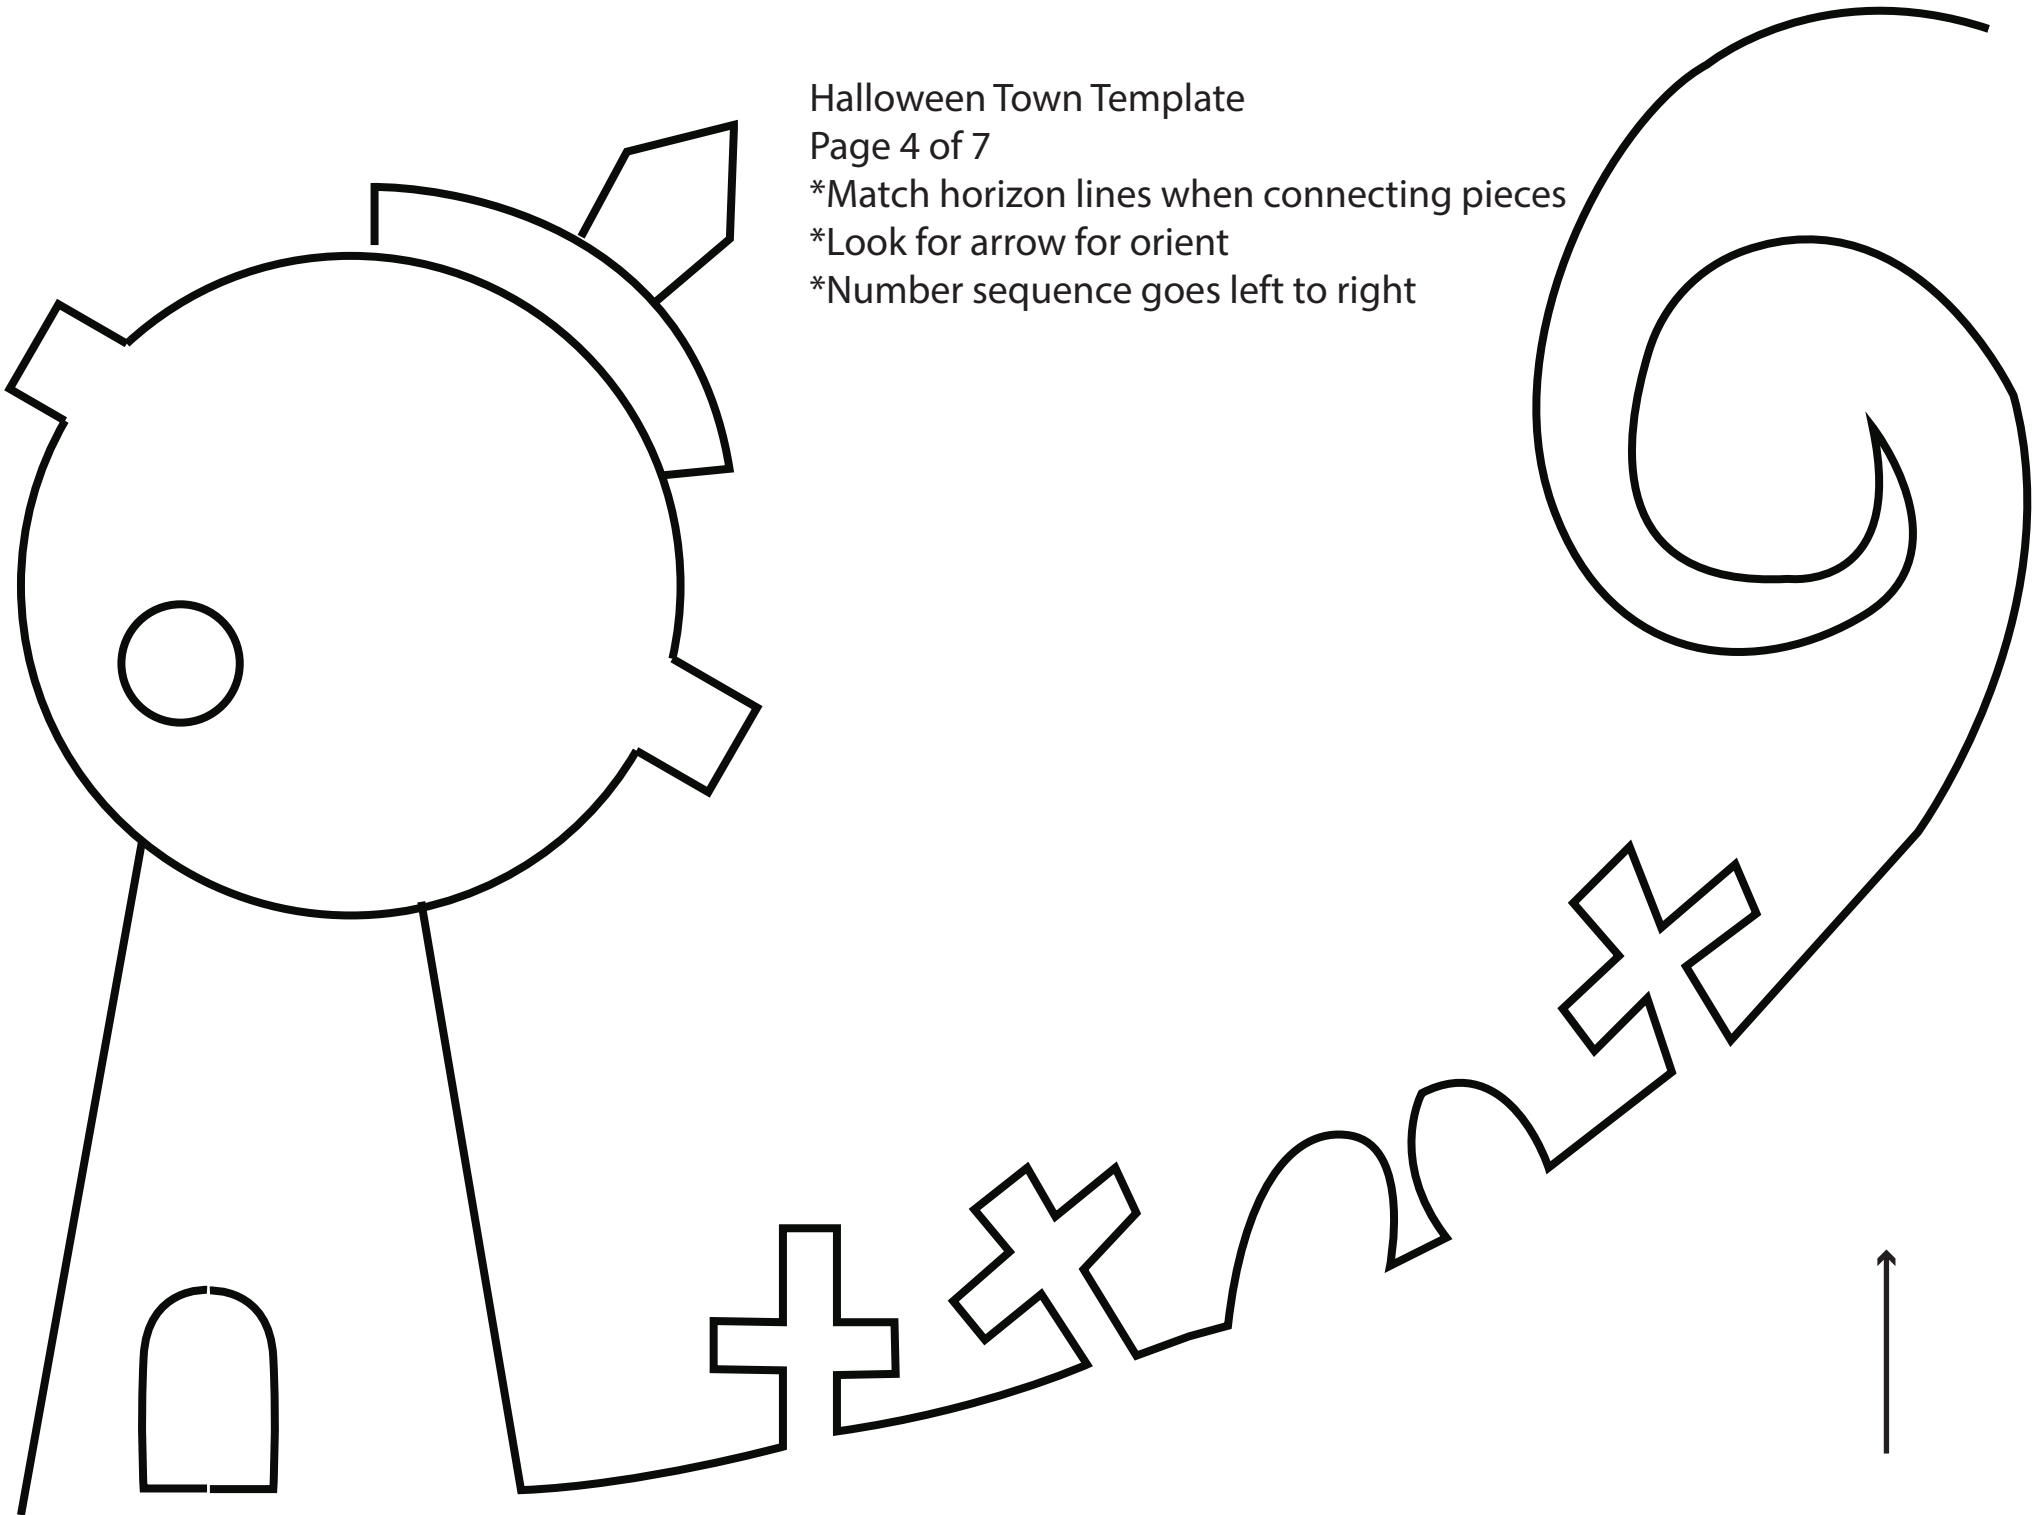 Halloween Town Template
Page 4 of 7
*Match horizon lines when connecting pieces
*Look for arrow for orient
*Number sequence goes left to right